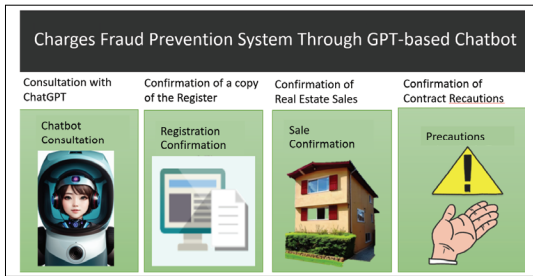 Charges Fraud Prevention System Through GPT-based Chatbot
Consultation with
ChatGPT
Confirmation of a copy
of the Register
Confirmation of
Real Estate Sales
Confirmation of
Contract Recautions
Chatbot
Consultation
Registration
Confirmation
Sale
Confirmation
Precautions